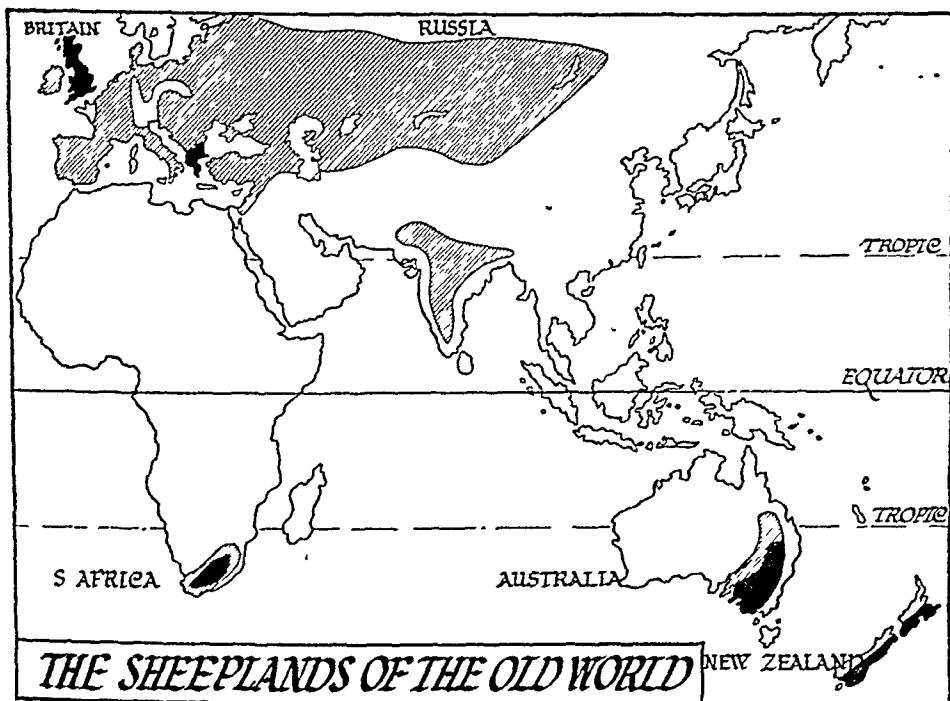 BRITAIN
RUSSIA
TROPIC
EQUATOR
TROPIC
S AFRICA
AUSTRALIA
NEW ZEALAND
THE SHEEPLANDS OF THE OLD WORLD